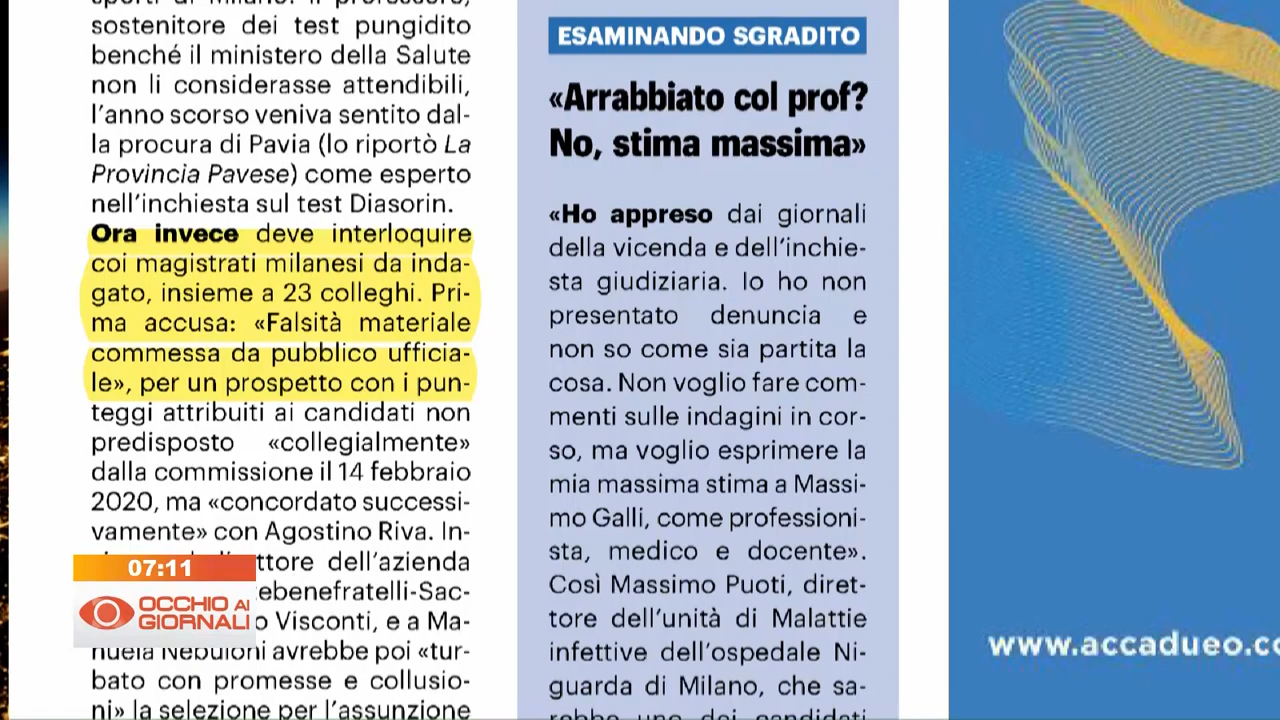 sostenitore dei test pungidito
benché il ministero della Salute
non li considerasse attendibili,
l'anno scorso veniva sentito dal-
la procura di Pavia (lo riportò La
Provincia Pavese) come esperto
nell'inchiesta sul test Diasorin.
Ora invece deve interloquire
coi magistrati milanesi da inda-
gato, insieme a 23 colleghi. Pri-
ma accusa: «Falsità materiale
commessa da pubblico ufficia-
le», per un prospetto con i pun-
teggi attribuiti ai candidati non
predisposto «collegialmente»
dalla commissione il 14 febbraio
2020, ma «concordato successi-
vamente» con Agostino Riva. In-
dell'azienda
Visconti, e a Ma-
nuela Nebuloni avrebbe poi «tur-
bato con promesse e collusio-
ni» la selezione per l'assunzione
07:11
OCCHIO AI
GIORNALI
ESAMINANDO SGRADITO
«Arrabbiato col prof?
No, stima massima»
«Ho appreso dai giornali
della vicenda e dell'inchie-
sta giudiziaria. Io ho non
presentato denuncia e
non so come sia partita la
cosa. Non voglio fare com-
menti sulle indagini in cor-
so, ma voglio esprimere la
mia massima stima a Massi-
mo Galli, come professioni-
sta, medico e docente».
Così Massimo Puoti, diret-
tore dell'unità di Malattie
infettive dell'ospedale Ni-
guarda di Milano, che sa-
rebbe uno dei candidati
www.accadueo.co